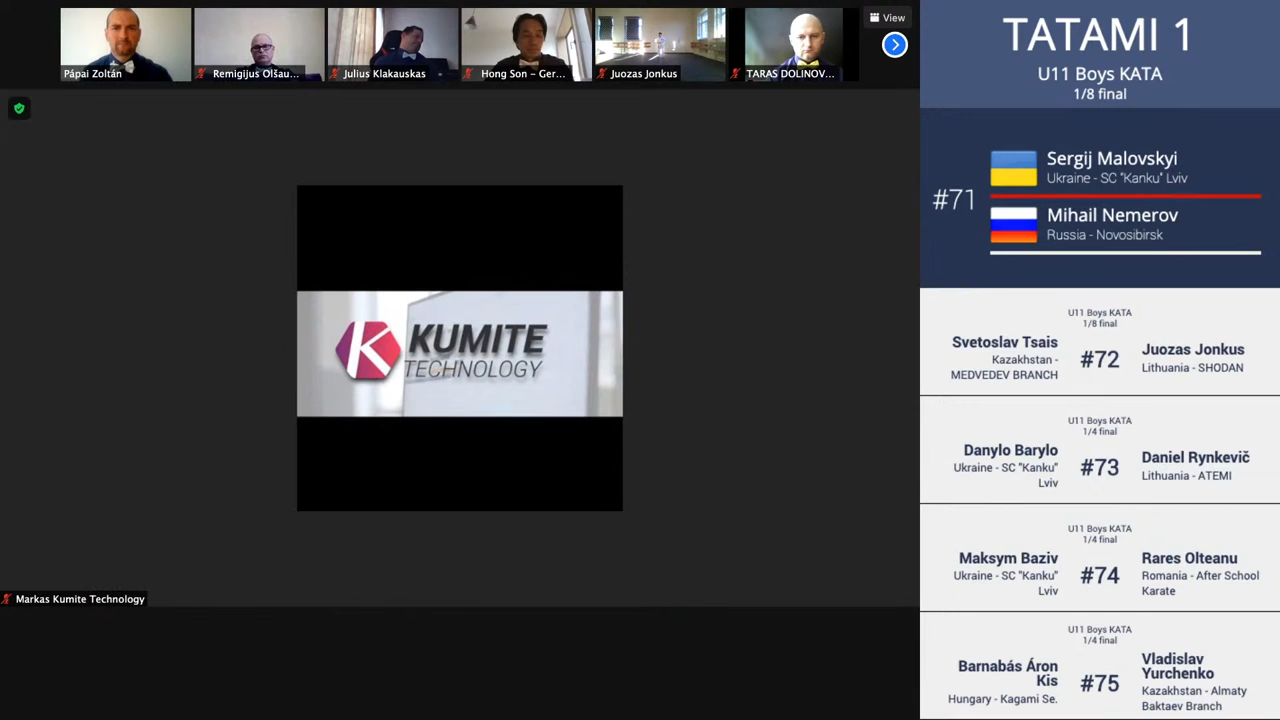 View
Pápai Zoltán
Remigijus Olšau...
Julius Klakauskas
Hong Son – Ger...
Juozas Jonkus
TARAS DOLINOV...
KUMITE
TECHNOLOGY
Markas Kumite Technology
TATAMI 1
U11 Boys KATA
1/8 final
#71
Sergij Malovskyi
Ukraine - SC "Kanku" Lviv
Mihail Nemerov
Russia - Novosibirsk
U11 Boys KATA
1/8 final
Svetoslav Tsais
Kazakhstan -
MEDVEDEV BRANCH
#72
Juozas Jonkus
Lithuania - SHODAN
U11 Boys KATA
1/4 final
Danylo Barylo
Ukraine - SC "Kanku"
Lviv
#73
Daniel Rynkevič
Lithuania - ATEMI
U11 Boys KATA
1/4 final
Maksym Baziv
Ukraine - SC "Kanku"
Lviv
#74
Rares Olteanu
Romania - After School
Karate
U11 Boys KATA
1/4 final
Barnabás Áron
Kis
Hungary - Kagami Se.
#75
Vladislav
Yurchenko
Kazakhstan - Almaty
Baktaev Branch